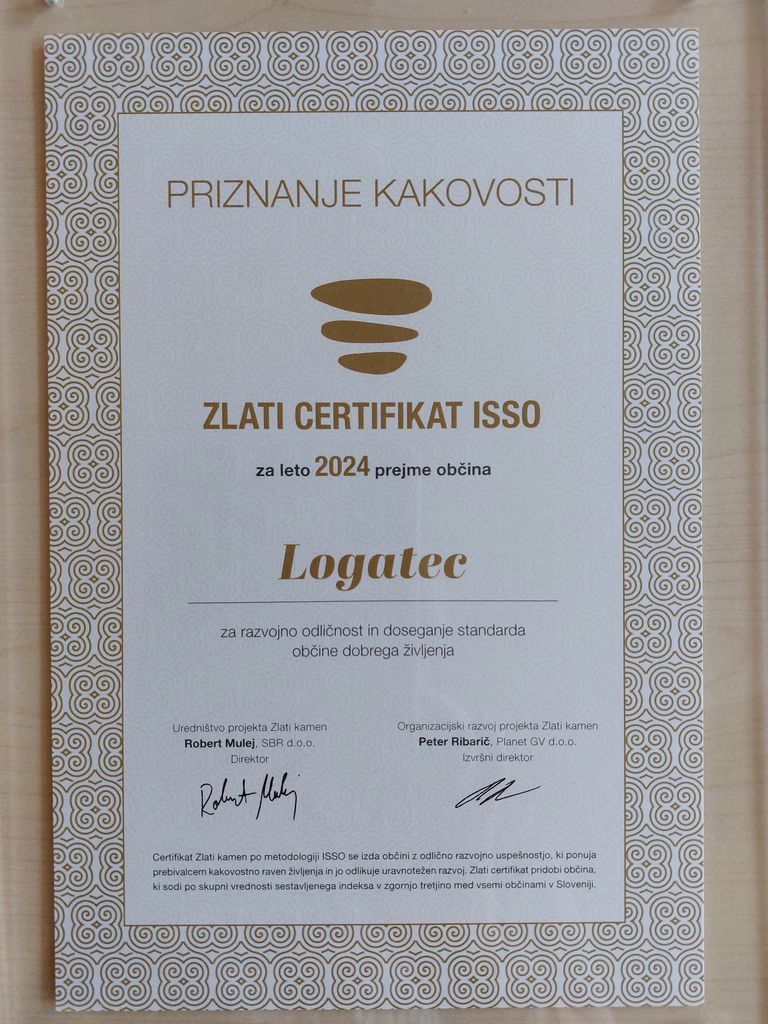 PRIZNANJE KAKOVOSTI
ZLATI CERTIFIKAT ISSO
za leto 2024 prejme občina
Logatec
za razvojno odličnost in doseganje standarda
občine dobrega življenja
Uredništvo projekta Zlati kamen
Robert Mulej, SBR d.o.o.
Direktor
Robert Mulej
Organizacijski razvoj projekta Zlati kamen
Peter Ribarič, Planet GV d.o.o.
Izvršni direktor
Certifikat Zlati kamen po metodologiji ISSO se izda občini z odlično razvojno uspešnostjo, ki ponuja
prebivalcem kakovostno raven življenja in jo odlikuje uravnotežen razvoj. Zlati certifikat pridobi občina,
ki sodi po skupni vrednosti sestavljenega indeksa v zgornjo tretjino med vsemi občinami v Sloveniji.